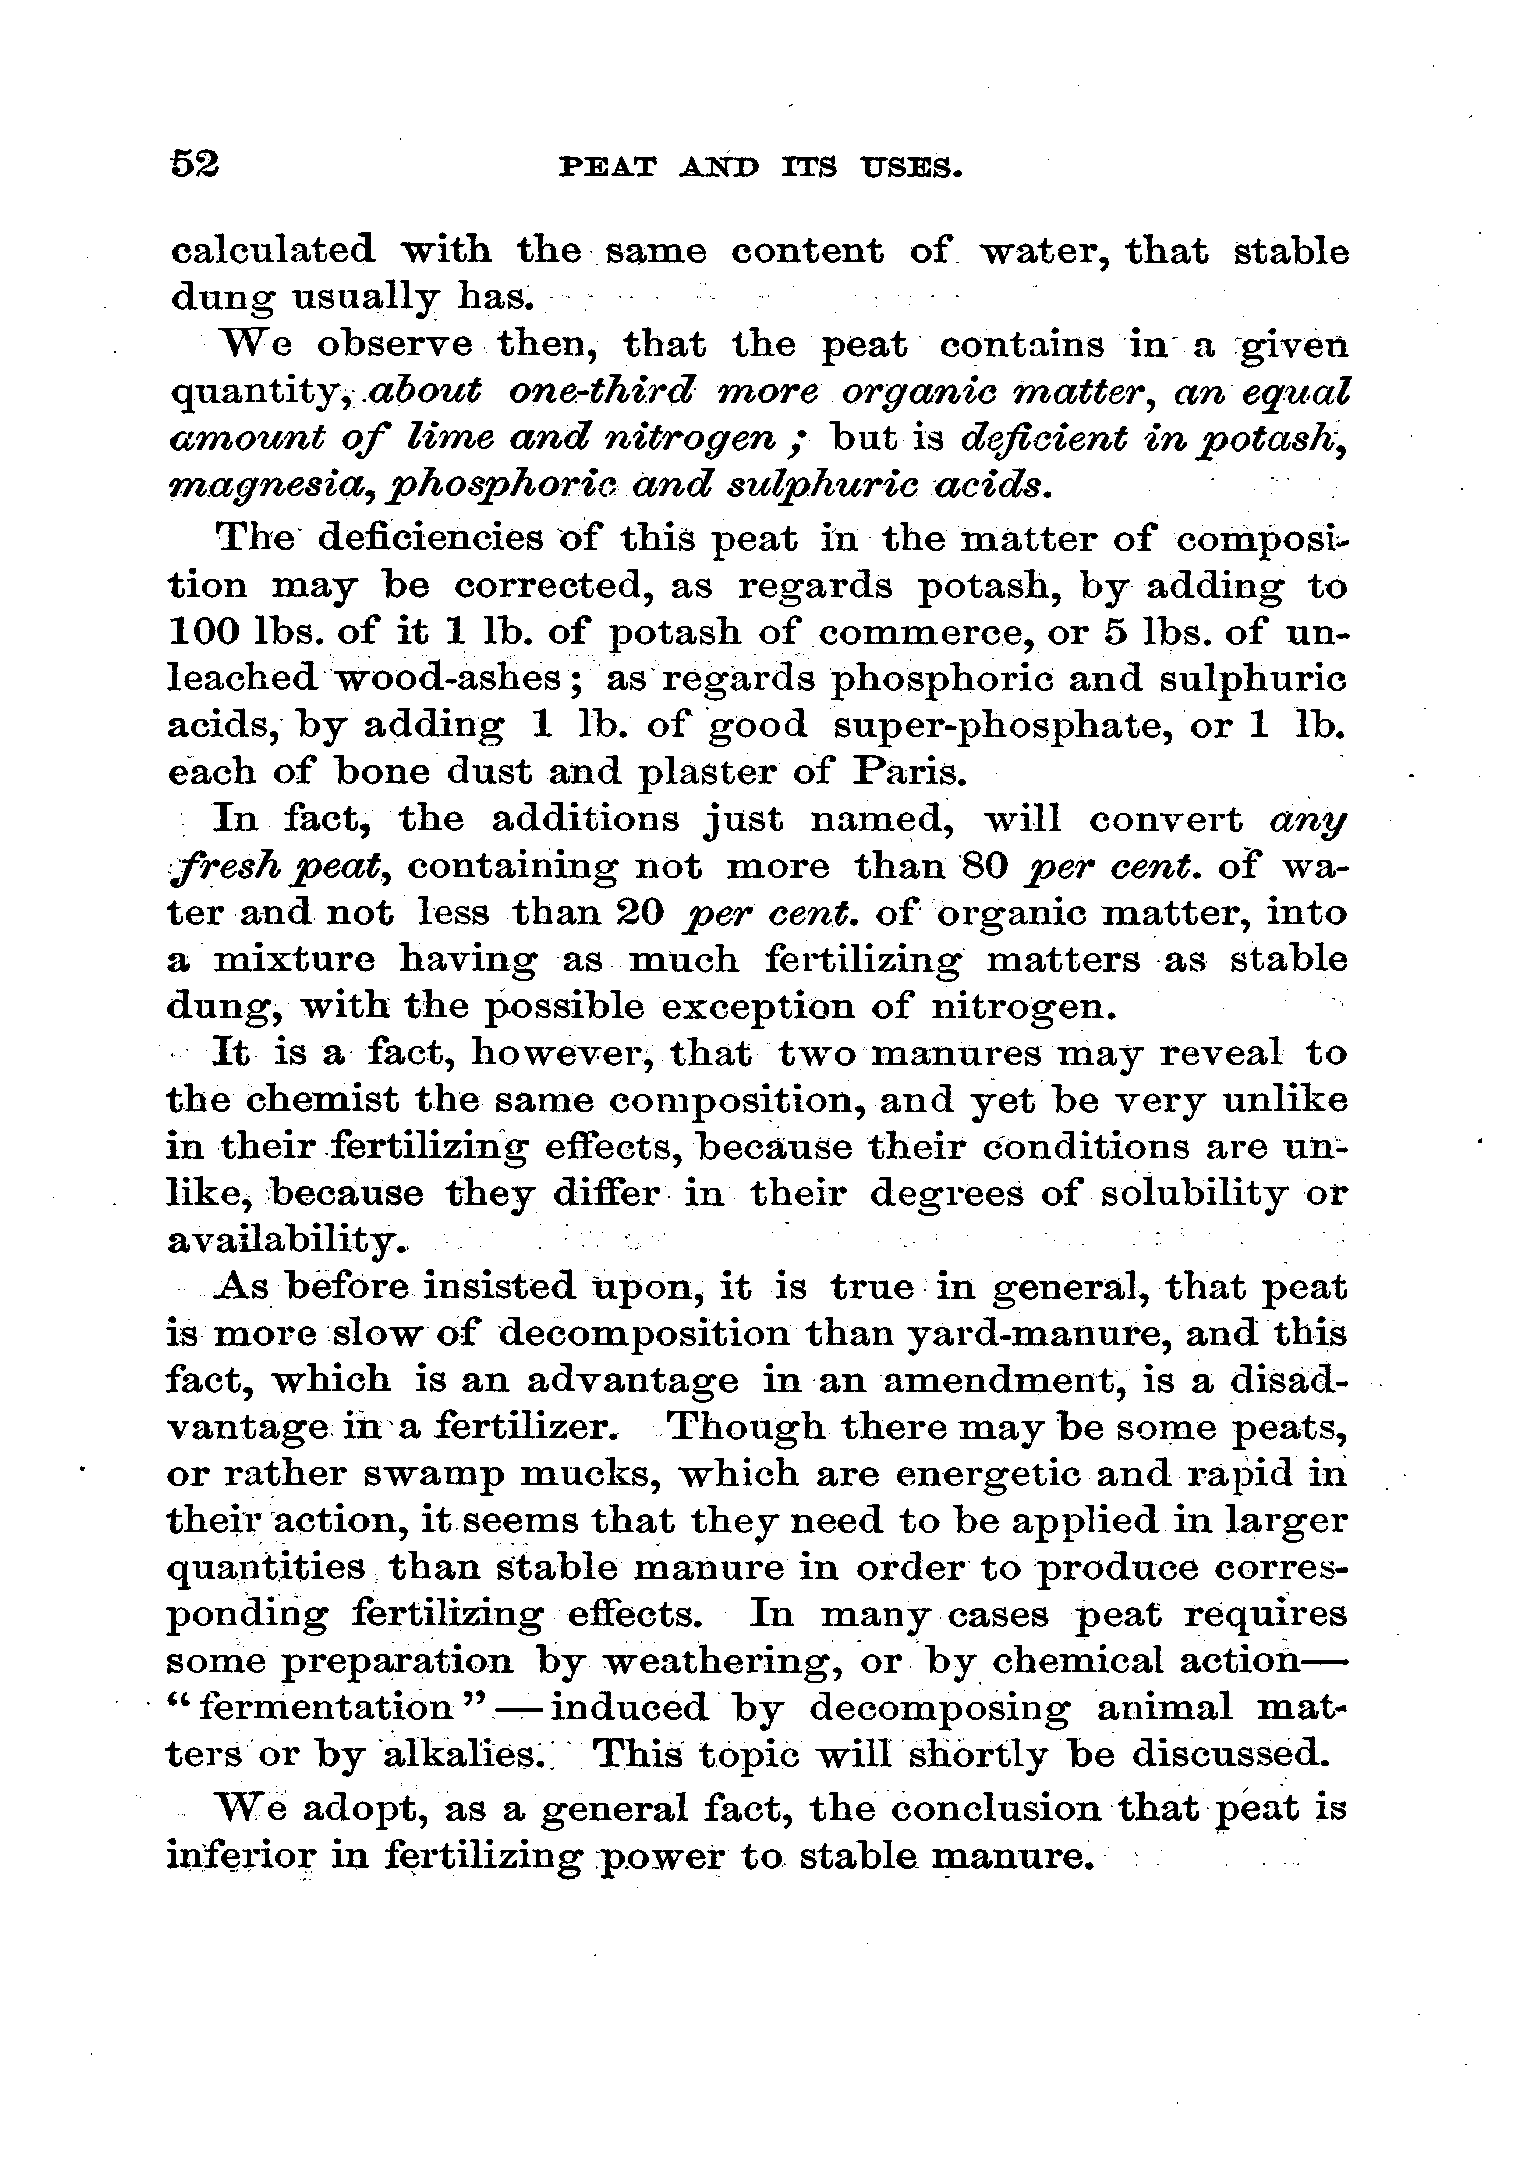 52 PEAT AND ITS USES.
calculated with the same content of water, that stable
dung usually has.
We observe then, that the peat contains in a given
quantity, about one-third more organic matter, an equal
amount of lime and nitrogen ; but is deficient in potash,
magnesia, phosphoric and sulphuric acids.
The deficiencies of this peat in the matter of composi-
tion may be corrected, as regards potash, by adding to
100 lbs. of it 1 lb. of potash of commerce, or 5 lbs. of un-
leached wood-ashes ; as regards phosphoric and sulphuric
acids, by adding 1 lb. of good super-phosphate, or 1 lb.
each of bone dust and plaster of Paris.
In fact, the additions just named, will convert any
fresh peat, containing not more than 80 per cent. of wa-
ter and not less than 20 per cent. of organic matter, into
a mixture having as much fertilizing matters as stable
dung, with the possible exception of nitrogen.
It is a fact, however, that two manures may reveal to
the chemist the same composition, and yet be very unlike
in their fertilizing effects, because their conditions are un-
like, because they differ in their degrees of solubility or
availability.
As before insisted upon, it is true in general, that peat
is more slow of decomposition than yard-manure, and this
fact, which is an advantage in an amendment, is a disad-
vantage in a fertilizer. Though there may be some peats,
or rather swamp mucks, which are energetic and rapid in
their action, it seems that they need to be applied in larger
quantities than stable manure in order to produce corres-
ponding fertilizing effects. In many cases peat requires
some preparation by weathering, or by chemical action—
“ fermentation ” — induced by decomposing animal mat-
ters or by alkalies. This topic will shortly be discussed.
We adopt, as a general fact, the conclusion that peat is
inferior in fertilizing power to stable manure.